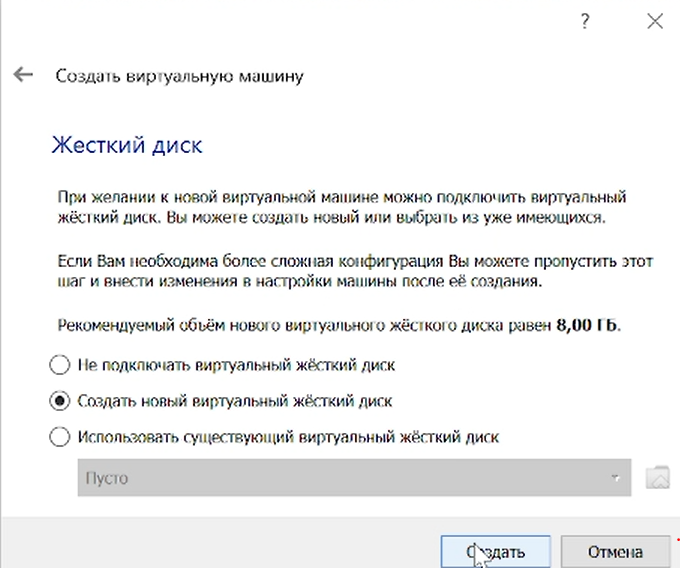 ?
Создать виртуальную машину
Жесткий диск
При желании к новой виртуальной машине можно подключить виртуальный
жёсткий диск. Вы можете создать новый или выбрать из уже имеющихся.
Если Вам необходима более сложная конфигурация Вы можете пропустить этот
шаг и внести изменения в настройки машины после её создания.
Рекомендуемый объём нового виртуального жёсткого диска равен 8,00 ГБ.
Не подключать виртуальный жёсткий диск
Создать новый виртуальный жёсткий диск
Использовать существующий виртуальный жёсткий диск
Пусто
Создать
Отмена